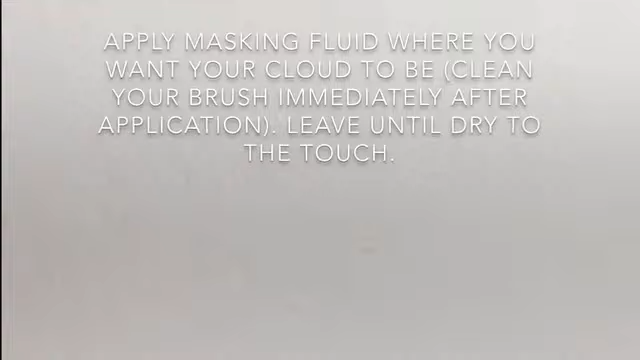 APPLY MASKING FLUID WHERE YOU
WANT YOUR CLOUD TO BE (CLEAN
YOUR BRUSH IMMEDIATELY AFTER
APPLICATION). LEAVE UNTIL DRY TO
THE TOUCH.